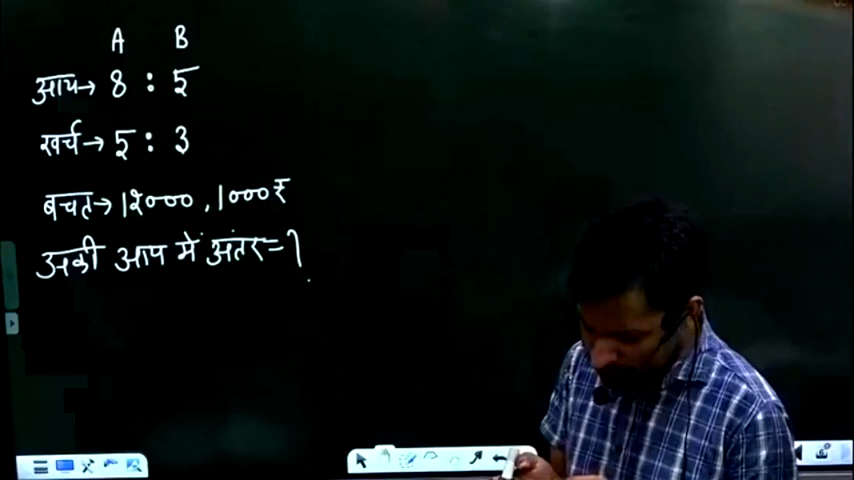 A B
आय→ 8 : 5
खर्च→ 5 : 3
बचत→ 12000 , 1000 ₹
उनकी आय में अंतर = ?